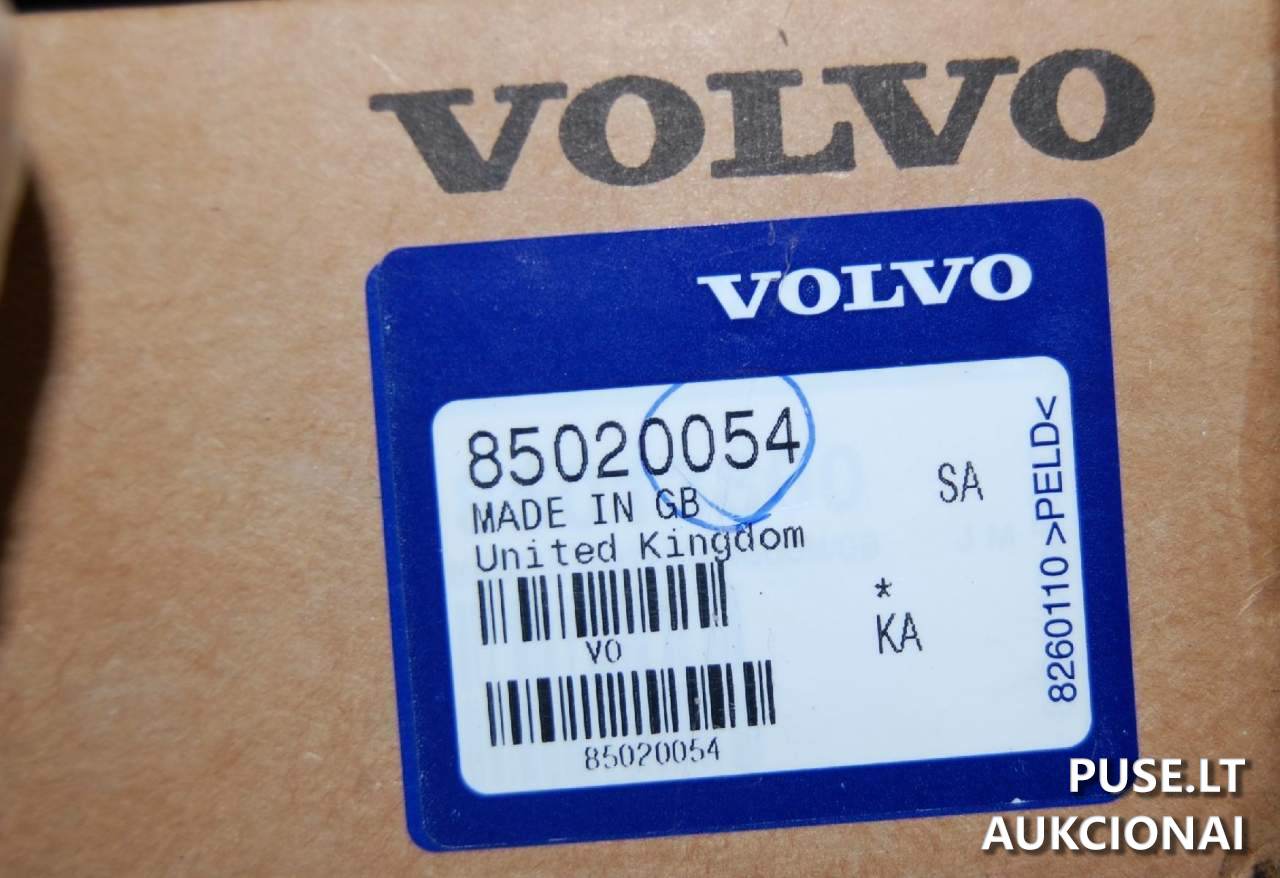 VOLVO
VOLVO
85020054
MADE IN GB
United Kingdom
SA
*
KA
VO
85020054
8260110 >PELD<
PUSE.LT
AUKCIONAI